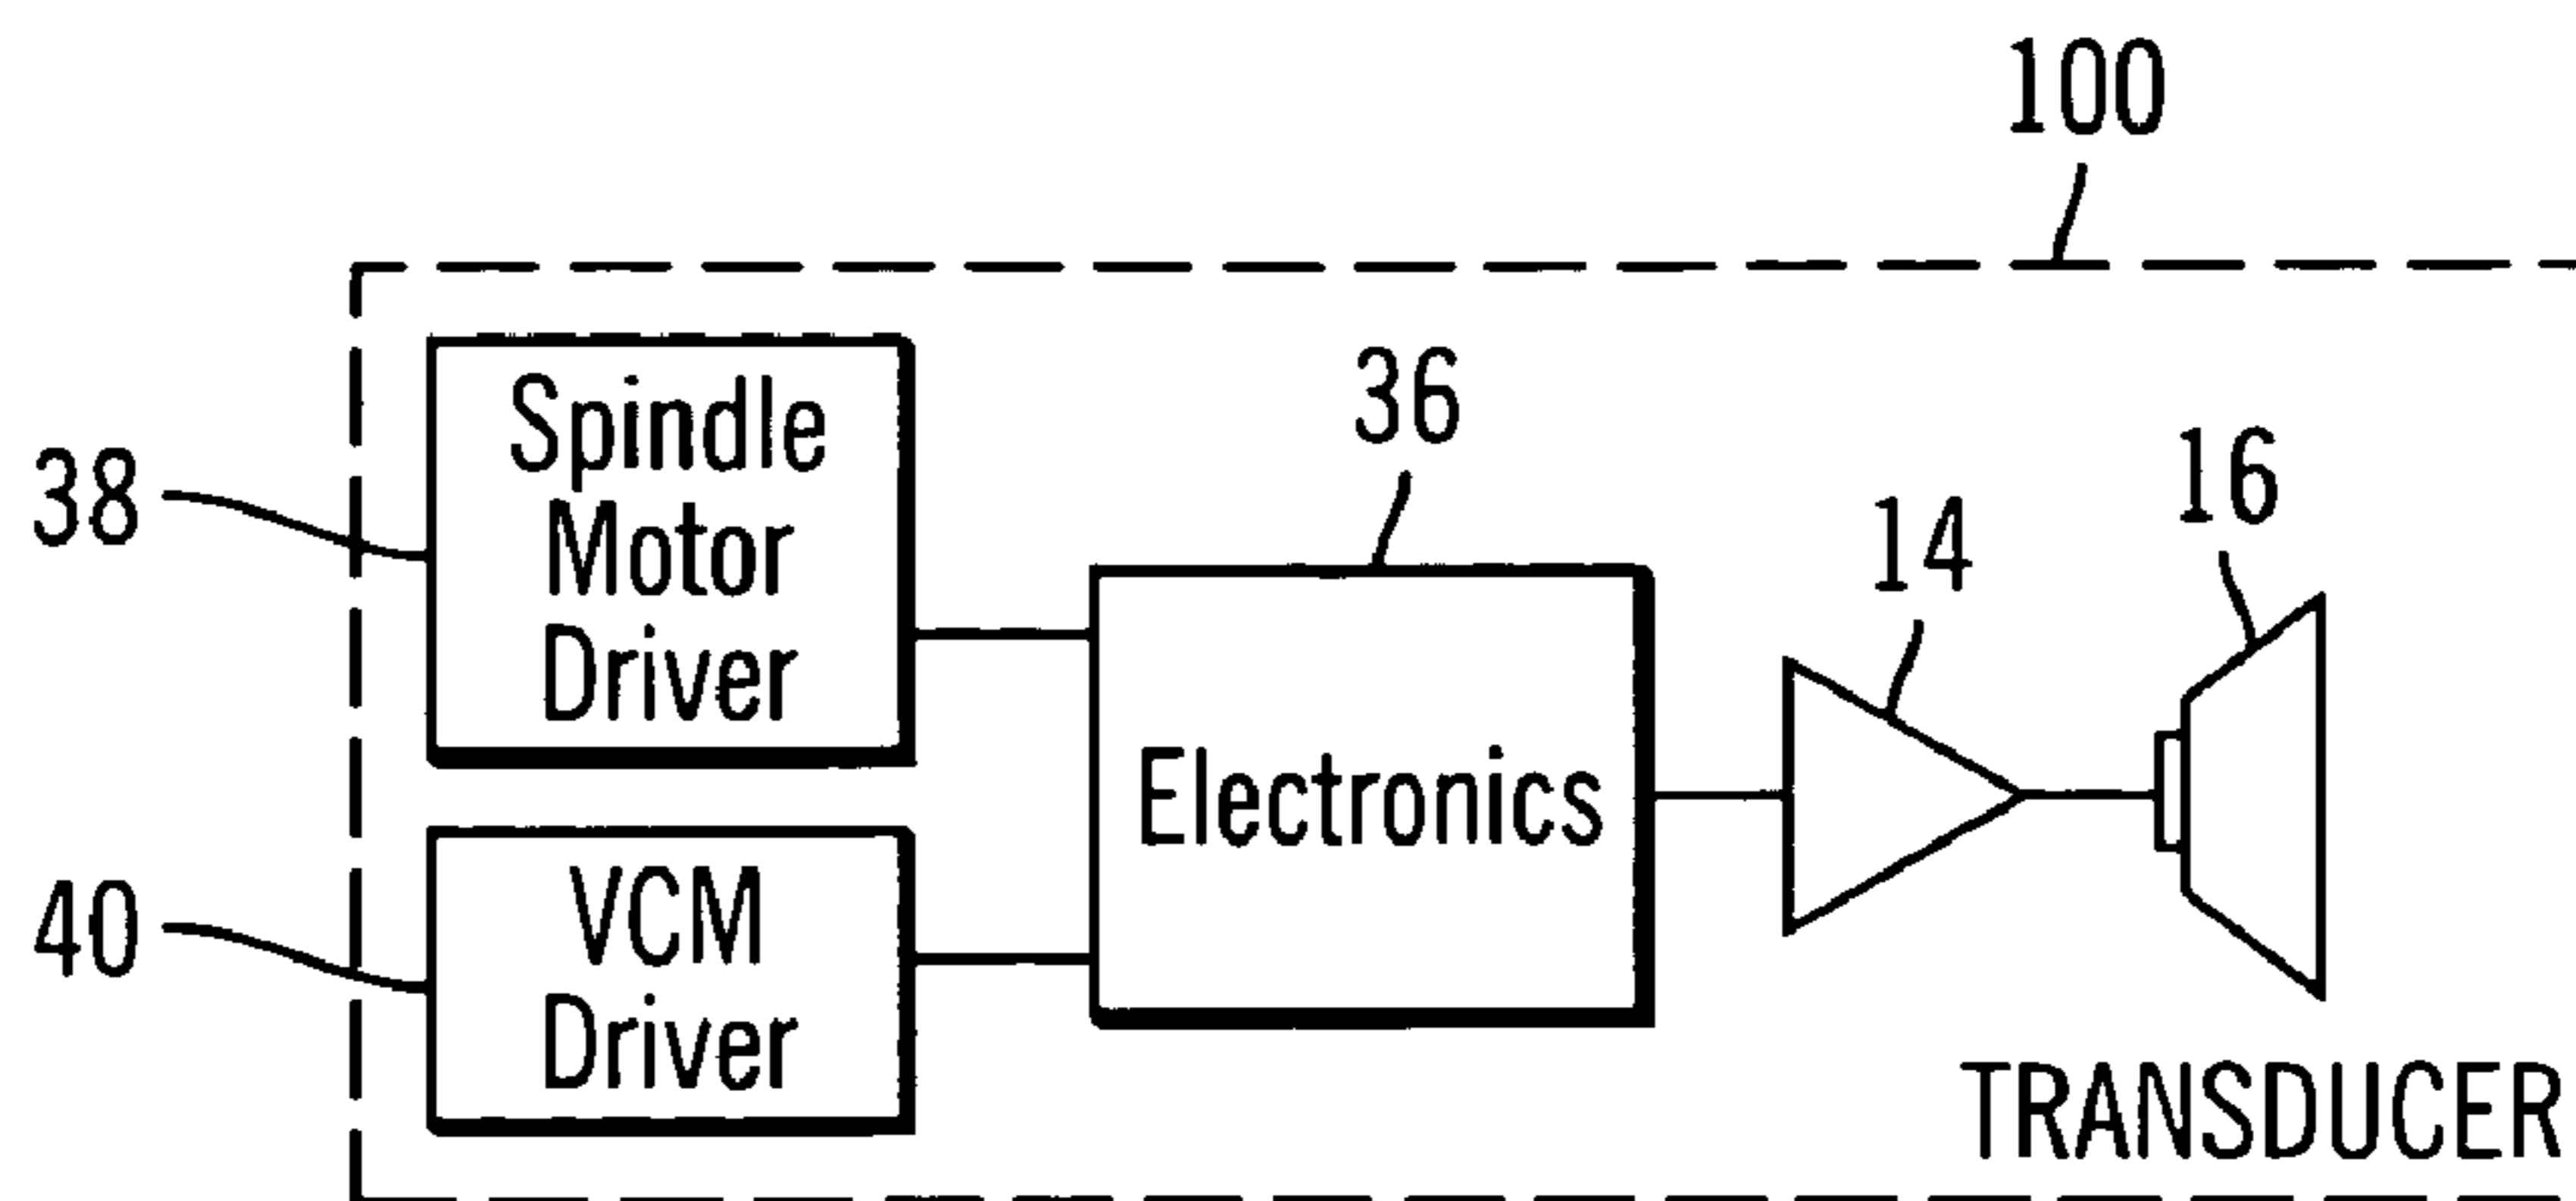 100
Spindle
Motor
Driver
38
36
16
14
Electronics
VCM
Driver
40
TRANSDUCER